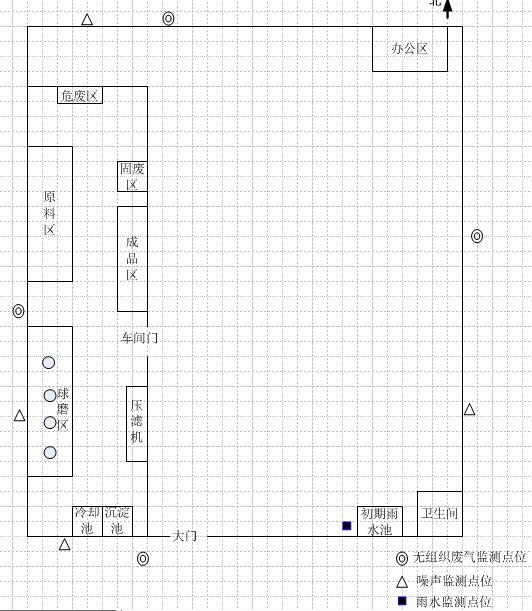 北
办公区
危废区
固废
区
原
料
区
成
品
区
车间门
球
磨
区
压
滤
机
冷却
池
沉淀
池
大门
初期雨
水池
卫生间
无组织废气监测点位
噪声监测点位
雨水监测点位